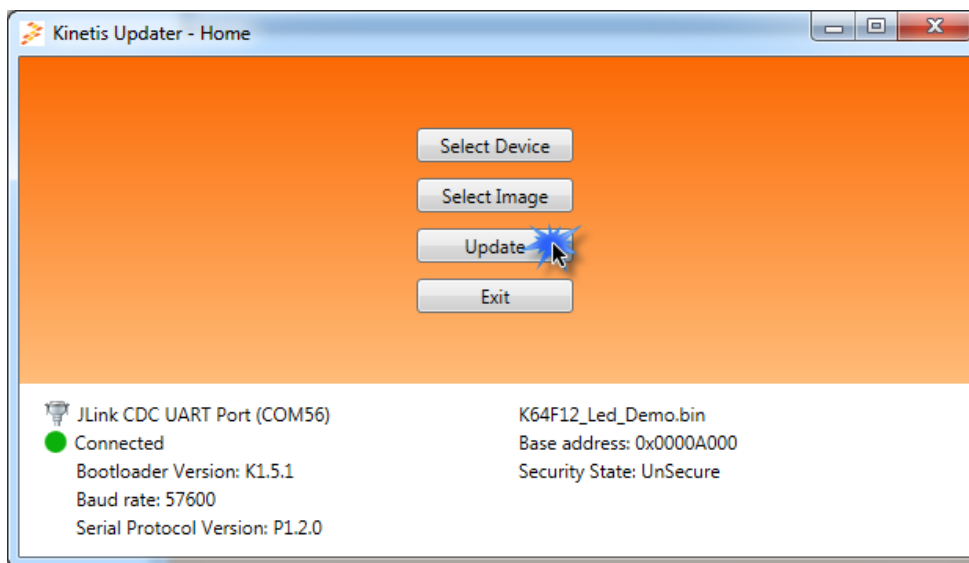 Kinetis Updater - Home
Select Device
Select Image
Update
Exit
JLink CDC UART Port (COM56)
Connected
Bootloader Version: K1.5.1
Baud rate: 57600
Serial Protocol Version: P1.2.0
K64F12_Led_Demo.bin
Base address: 0x0000A000
Security State: UnSecure